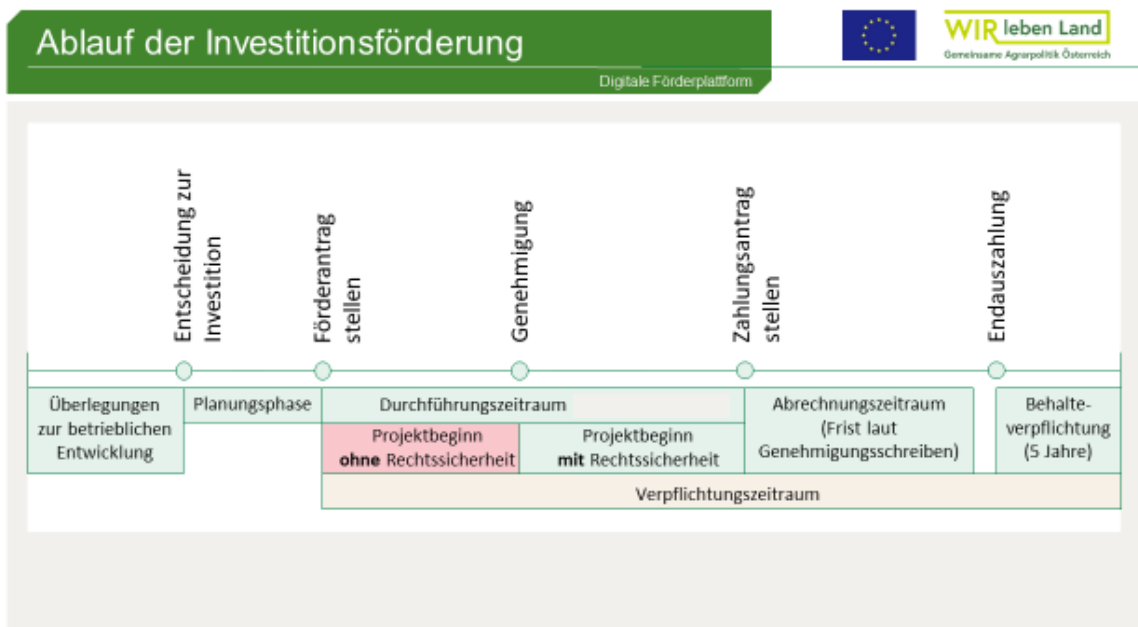 Ablauf der Investitionsförderung
Digitale Förderplattform
WIR leben Land
Gemeinsame Agrarpolitik Österreich
Entscheidung zur
Investition
Förderantrag
stellen
Genehmigung
Zahlungsantrag
stellen
Endauszahlung
Überlegungen
zur betrieblichen
Entwicklung
Planungsphase
Durchführungszeitraum
Projektbeginn
ohne Rechtssicherheit
Projektbeginn
mit Rechtssicherheit
Abrechnungszeitraum
(Frist laut
Genehmigungsschreiben)
Behalte-
verpflichtung
(5 Jahre)
Verpflichtungszeitraum